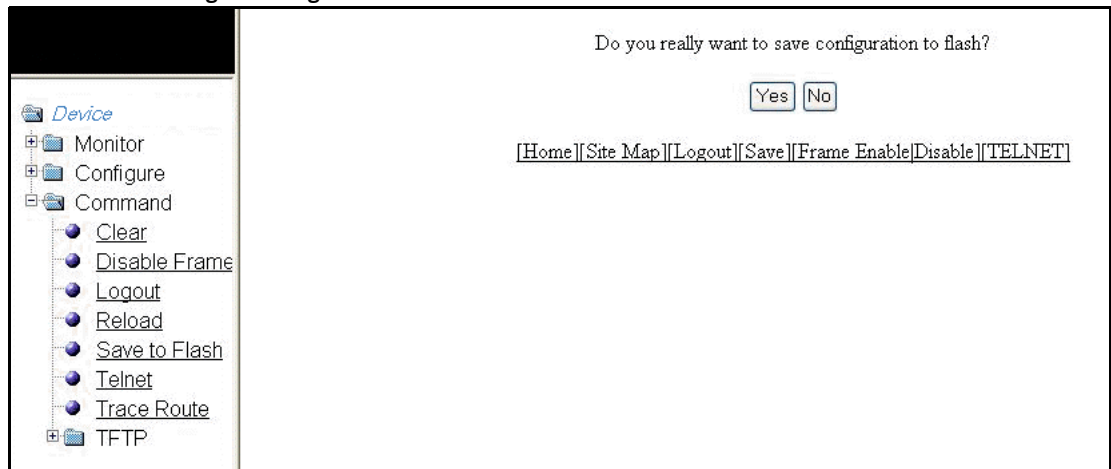 Do you really want to save configuration to flash?
Yes No
[Home][Site Map][Logout][Save][Frame Enable|Disable][TELNET]
Device
Monitor
Configure
Command
Clear
Disable Frame
Logout
Reload
Save to Flash
Telnet
Trace Route
TFTP